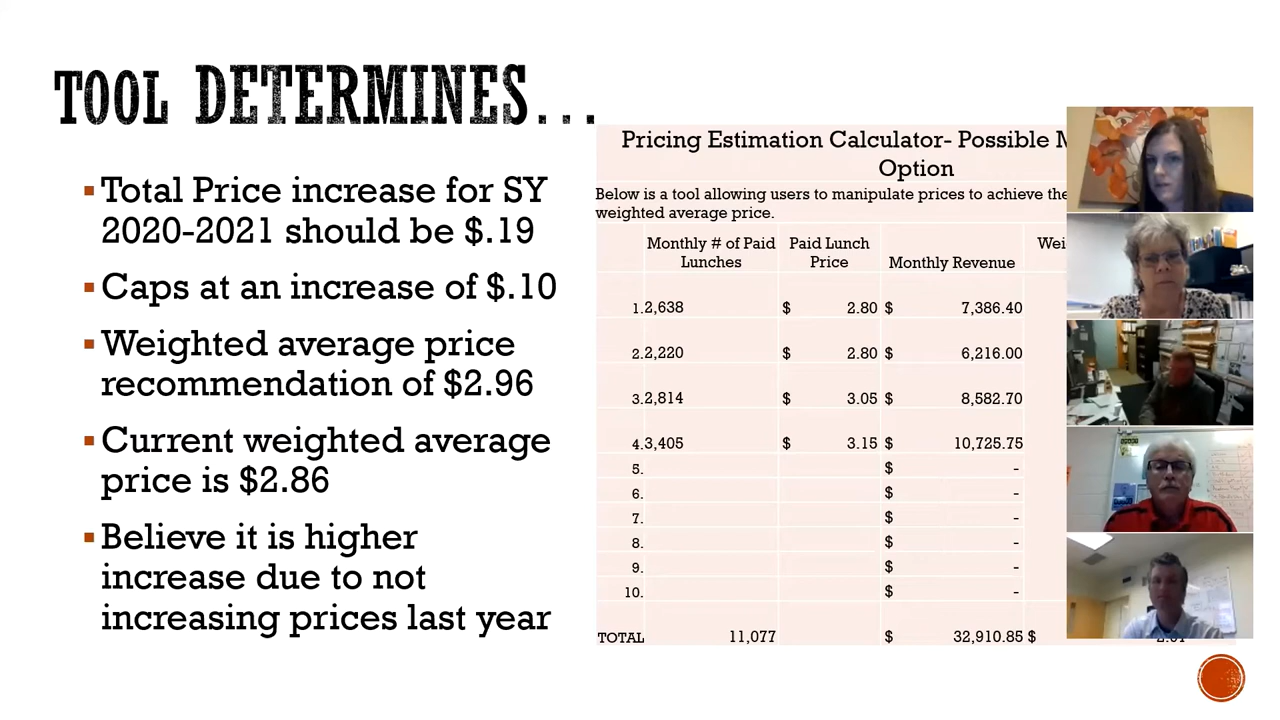 TOOL DETERMINES...
▪Total Price increase for SY
2020-2021 should be $.19
▪Caps at an increase of $.10
▪Weighted average price
recommendation of $2.96
▪Current weighted average
price is $2.86
▪Believe it is higher
increase due to not
increasing prices last year
Pricing Estimation Calculator- Possible
Option
Below is a tool allowing users to manipulate prices to achieve the
weighted average price.
Monthly # of Paid Lunches Paid Lunch Price Monthly Revenue
1. 2,638 $ 2.80 $ 7,386.40
2. 2,220 $ 2.80 $ 6,216.00
3. 2,814 $ 3.05 $ 8,582.70
4. 3,405 $ 3.15 $ 10,725.75
5. $ -
6. $ -
7. $ -
8. $ -
9. $ -
10. $ -
TOTAL 11,077 $ 32,910.85 $